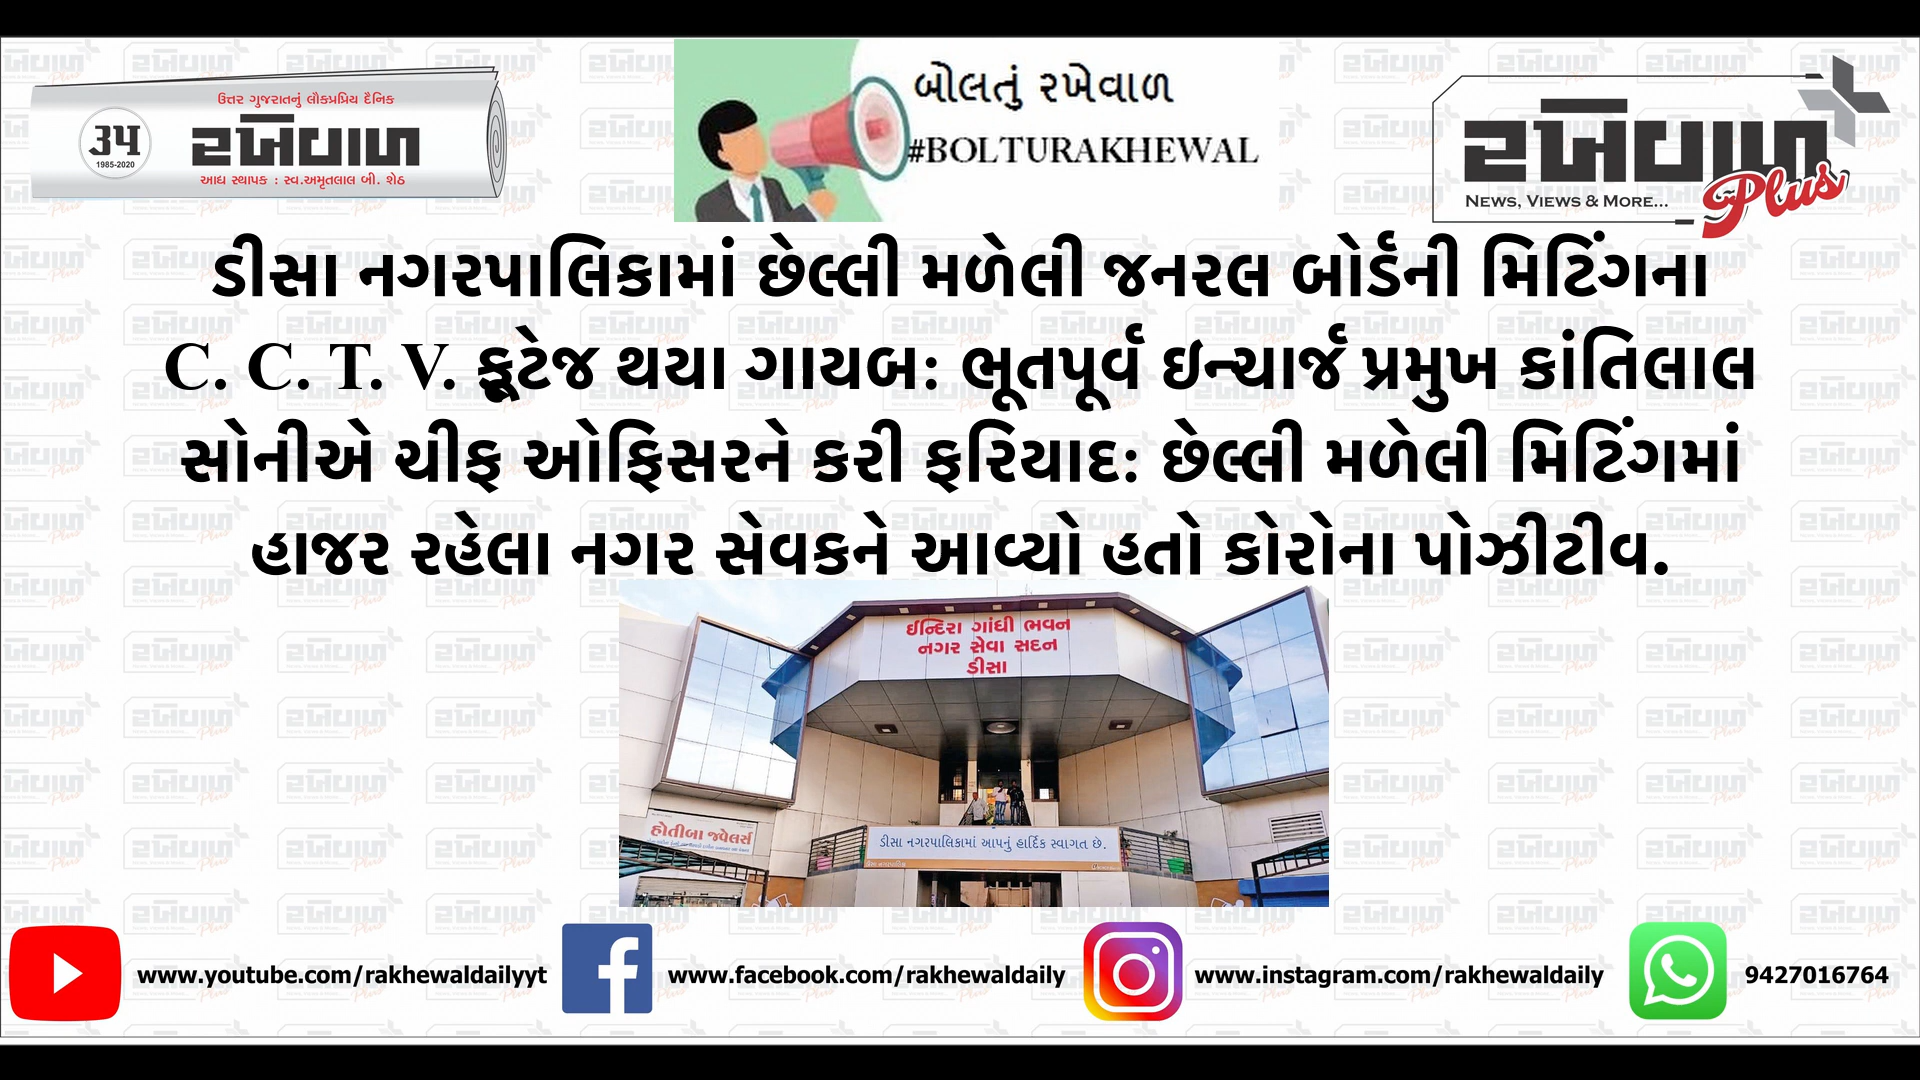 ઉત્તર ગુજરાતનું લોકપ્રિય દૈનિક
૩૫
1985-2020
રખેવાળ
આદ્ય સ્થાપક : સ્વ.અમૃતલાલ બી. શેઠ
બોલતું રખેવાળ
#BOLTURAKHEWAL
રખેવાળ
Plus
NEWS, VIEWS & MORE...
ડીસા નગરપાલિકામાં છેલ્લી મળેલી જનરલ બોર્ડની મિટિંગના
C. C. T. V. ફૂટેજ થયા ગાયબ: ભૂતપૂર્વ ઇન્ચાર્જ પ્રમુખ કાંતિલાલ
સોનીએ ચીફ ઓફિસરને કરી ફરિયાદ: છેલ્લી મળેલી મિટિંગમાં
હાજર રહેલા નગર સેવકને આવ્યો હતો કોરોના પોઝીટીવ.
ઈન્દિરા ગાંધી ભવન
નગર સેવા સદન
ડીસા
હોતીબા જ્વેલર્સ
ડીસા નગરપાલિકામાં આપનું હાર્દિક સ્વાગત છે.
www.youtube.com/rakhewaldailyyt
www.facebook.com/rakhewaldaily
www.instagram.com/rakhewaldaily
9427016764